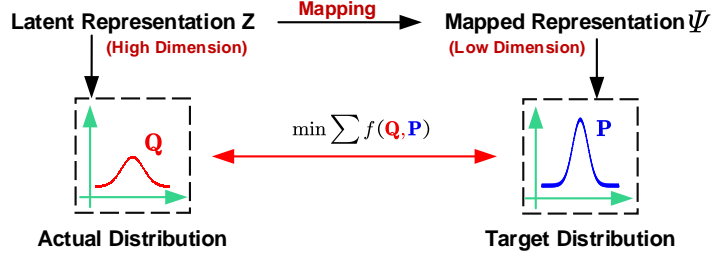 Latent Representation Z
Mapping
Mapped Representation Ψ
(High Dimension)
(Low Dimension)
Q
min ∑ f(Q,P)
P
Actual Distribution
Target Distribution